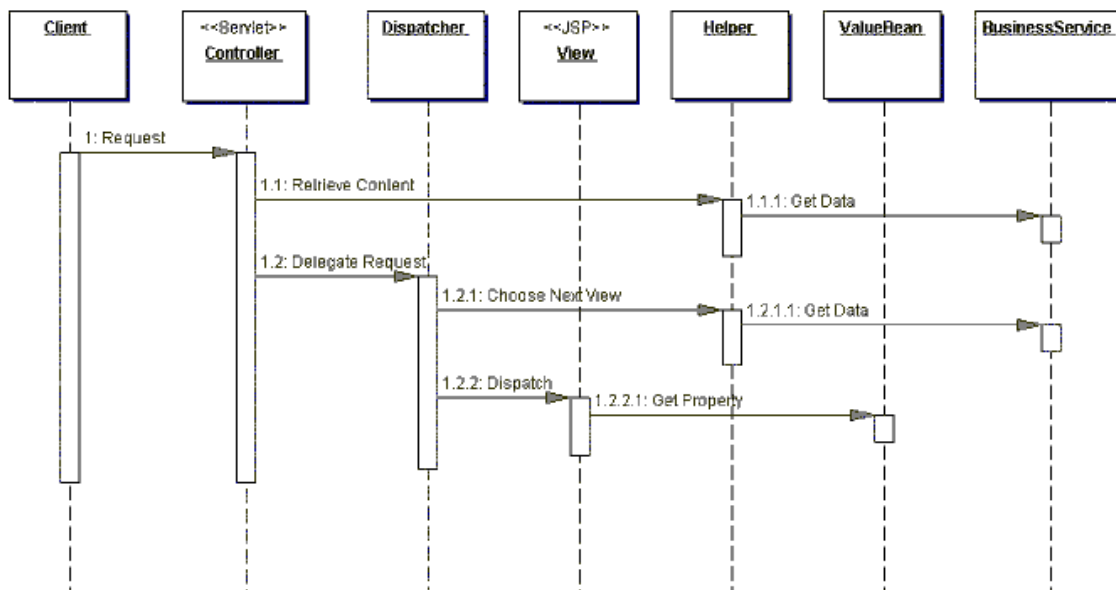 Client
<<Servlet>>
Controller
Dispatcher
<<JSP>>
View
Helper
ValueBean
BusinessService
1: Request
1.1: Retrieve Content
1.1.1: Get Data
1.2: Delegate Request
1.2.1: Choose Next View
1.2.1.1: Get Data
1.2.2: Dispatch
1.2.2.1: Get Property